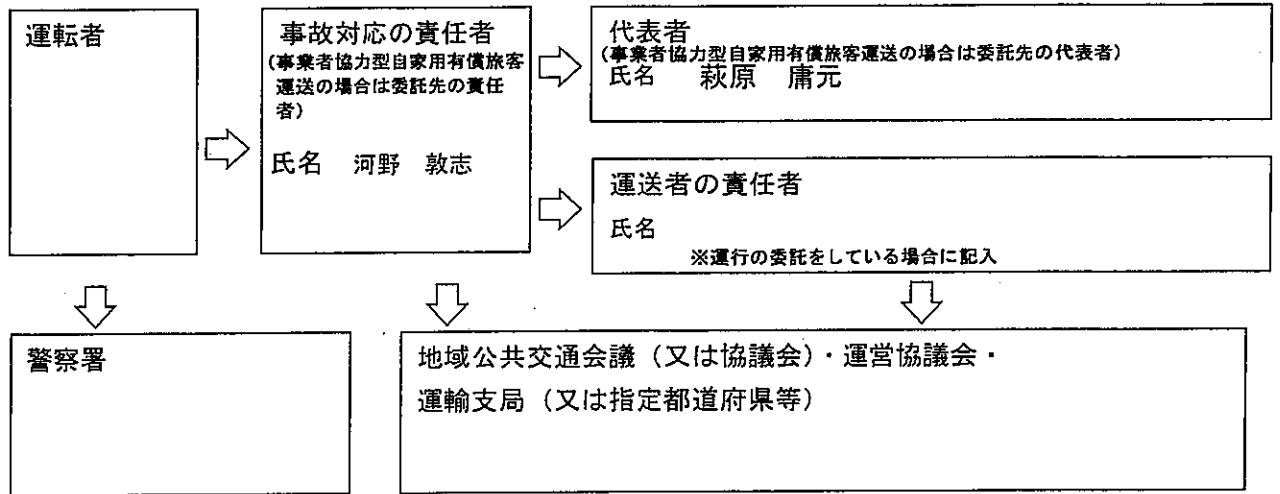 運転者
事故対応の責任者
(事業者協力型自家用有償旅客
運送の場合は委託先の責任
者)
氏名 河野 敦志
代表者
(事業者協力型自家用有償旅客運送の場合は委託先の代表者)
氏名 萩原 庸元
運送者の責任者
氏名
※運行の委託をしている場合に記入
警察署
地域公共交通会議(又は協議会)・運営協議会・
運輸支局(又は指定都道府県等)